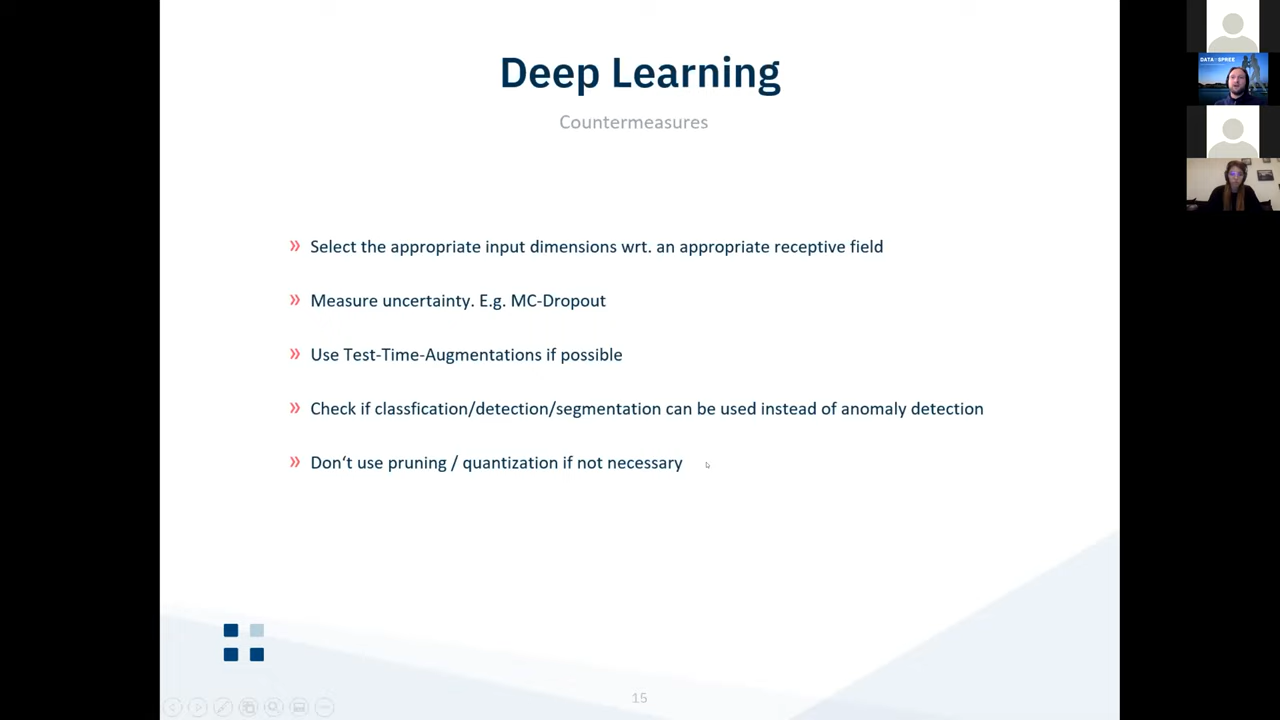 Deep Learning
Countermeasures
» Select the appropriate input dimensions wrt. an appropriate receptive field
» Measure uncertainty. E.g. MC-Dropout
» Use Test-Time-Augmentations if possible
» Check if classfication/detection/segmentation can be used instead of anomaly detection
» Don‘t use pruning / quantization if not necessary
15
DATA SPREE